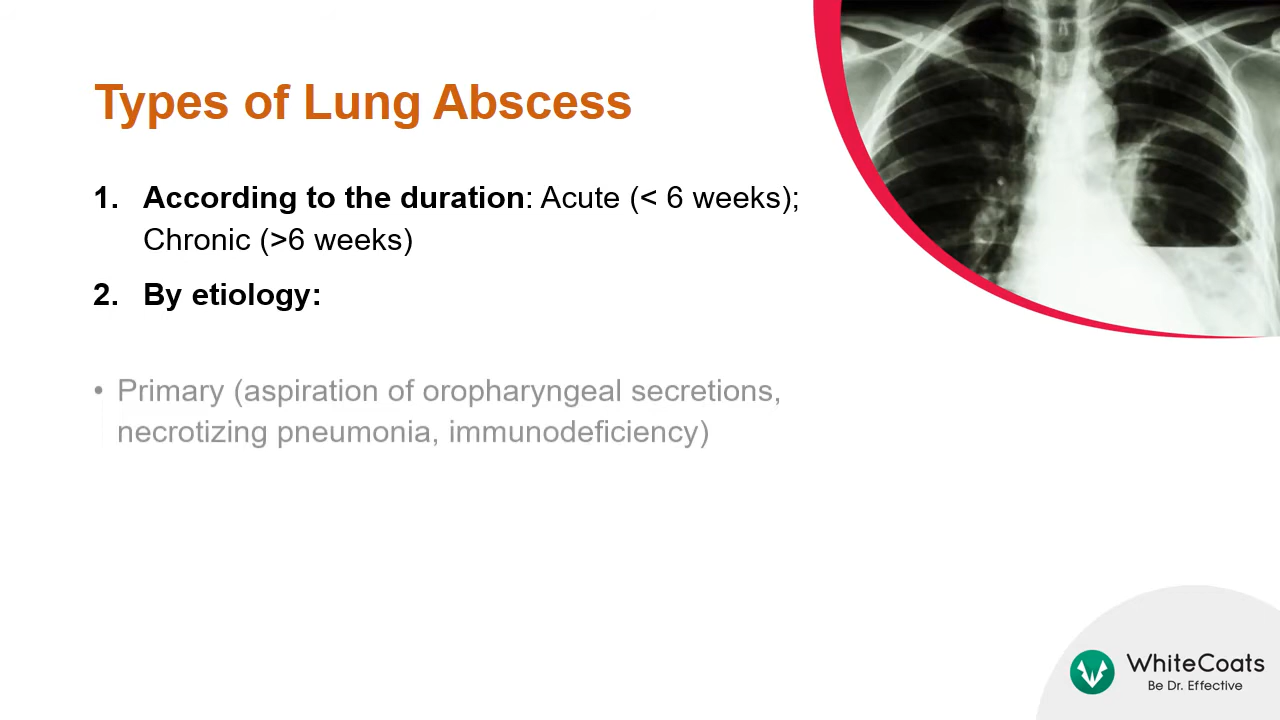 Types of Lung Abscess
1. According to the duration: Acute (< 6 weeks);
Chronic (>6 weeks)
2. By etiology:
• Primary (aspiration of oropharyngeal secretions,
necrotizing pneumonia, immunodeficiency)
WhiteCoats
Be Dr. Effective